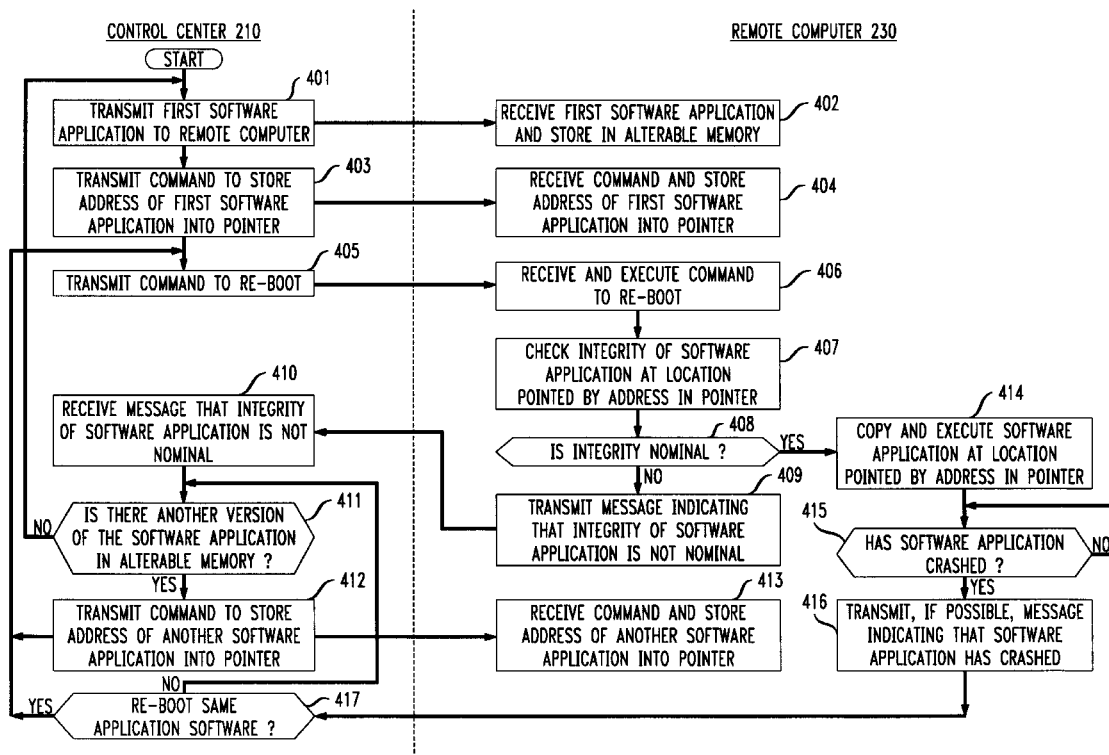 CONTROL CENTER 210
REMOTE COMPUTER 230
START
401
TRANSMIT FIRST SOFTWARE
APPLICATION TO REMOTE COMPUTER
402
RECEIVE FIRST SOFTWARE APPLICATION
AND STORE IN ALTERABLE MEMORY
403
TRANSMIT COMMAND TO STORE
ADDRESS OF FIRST SOFTWARE
APPLICATION INTO POINTER
404
RECEIVE COMMAND AND STORE
ADDRESS OF FIRST SOFTWARE
APPLICATION INTO POINTER
405
TRANSMIT COMMAND TO RE-BOOT
406
RECEIVE AND EXECUTE COMMAND
TO RE-BOOT
407
CHECK INTEGRITY OF SOFTWARE
APPLICATION AT LOCATION
POINTED BY ADDRESS IN POINTER
408
IS INTEGRITY NOMINAL ?
YES
NO
414
COPY AND EXECUTE SOFTWARE
APPLICATION AT LOCATION
POINTED BY ADDRESS IN POINTER
409
TRANSMIT MESSAGE INDICATING
THAT INTEGRITY OF SOFTWARE
APPLICATION IS NOT NOMINAL
410
RECEIVE MESSAGE THAT INTEGRITY
OF SOFTWARE APPLICATION IS NOT
NOMINAL
411
IS THERE ANOTHER VERSION
OF THE SOFTWARE APPLICATION
IN ALTERABLE MEMORY ?
NO
YES
412
TRANSMIT COMMAND TO STORE
ADDRESS OF ANOTHER SOFTWARE
APPLICATION INTO POINTER
413
RECEIVE COMMAND AND STORE
ADDRESS OF ANOTHER SOFTWARE
APPLICATION INTO POINTER
415
HAS SOFTWARE APPLICATION
CRASHED ?
NO
YES
416
TRANSMIT, IF POSSIBLE, MESSAGE
INDICATING THAT SOFTWARE
APPLICATION HAS CRASHED
417
RE-BOOT SAME
APPLICATION SOFTWARE ?
YES
NO